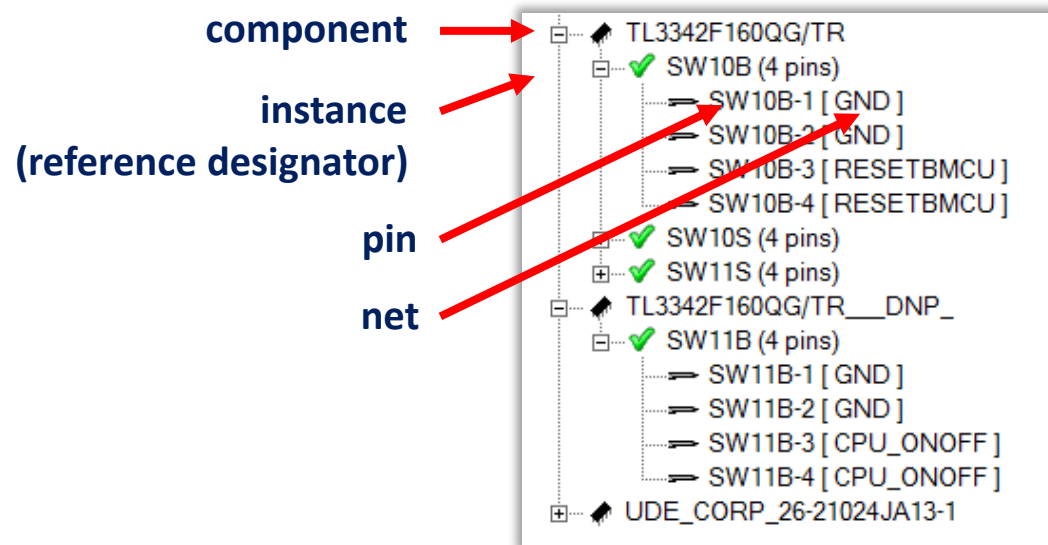 component
instance
(reference designator)
pin
net
TL3342F160QG/TR
SW10B (4 pins)
SW10B-1 [ GND ]
SW10B-2 [ GND ]
SW10B-3 [ RESETBMCU ]
SW10B-4 [ RESETBMCU ]
SW10S (4 pins)
SW11S (4 pins)
TL3342F160QG/TR___DNP_
SW11B (4 pins)
SW11B-1 [ GND ]
SW11B-2 [ GND ]
SW11B-3 [ CPU_ONOFF ]
SW11B-4 [ CPU_ONOFF ]
UDE_CORP_26-21024JA13-1